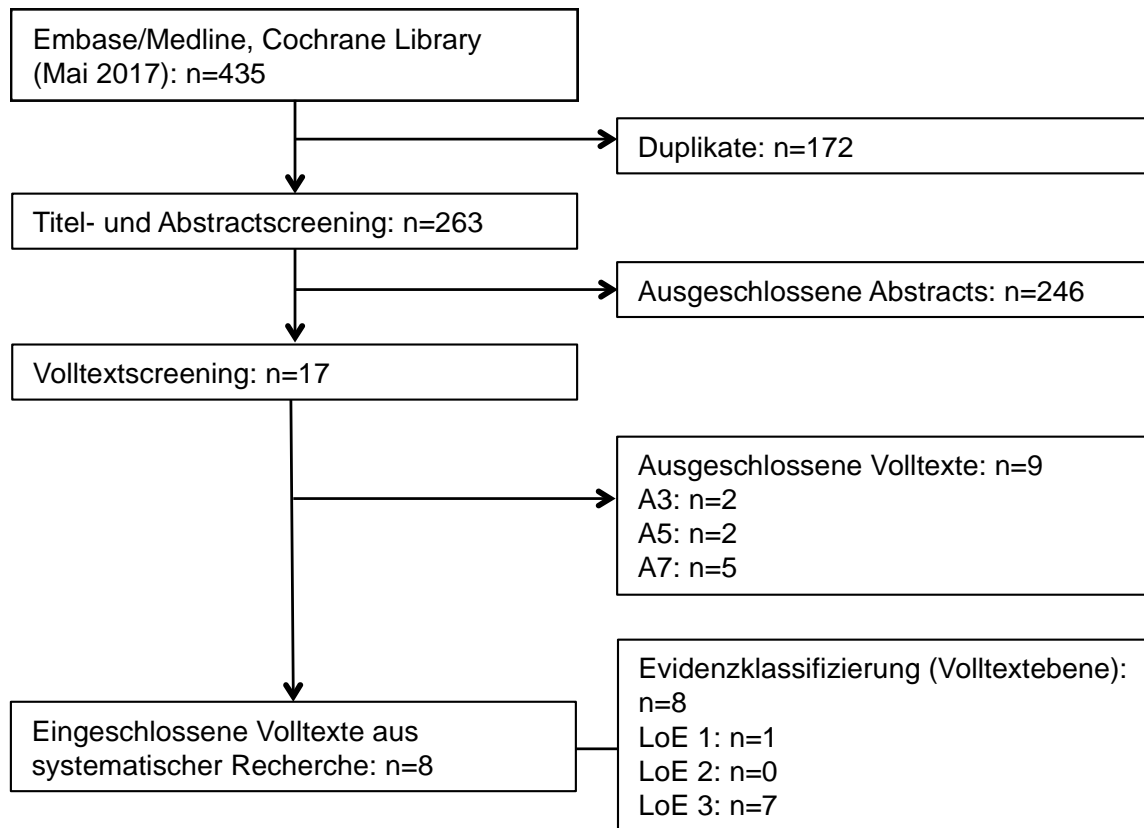 Embase/Medline, Cochrane Library
(Mai 2017): n=435
Duplikate: n=172
Titel- und Abstractscreening: n=263
Ausgeschlossene Abstracts: n=246
Volltextscreening: n=17
Ausgeschlossene Volltexte: n=9
A3: n=2
A5: n=2
A7: n=5
Evidenzklassifizierung (Volltextebene):
n=8
LoE 1: n=1
LoE 2: n=0
LoE 3: n=7
Eingeschlossene Volltexte aus
systematischer Recherche: n=8